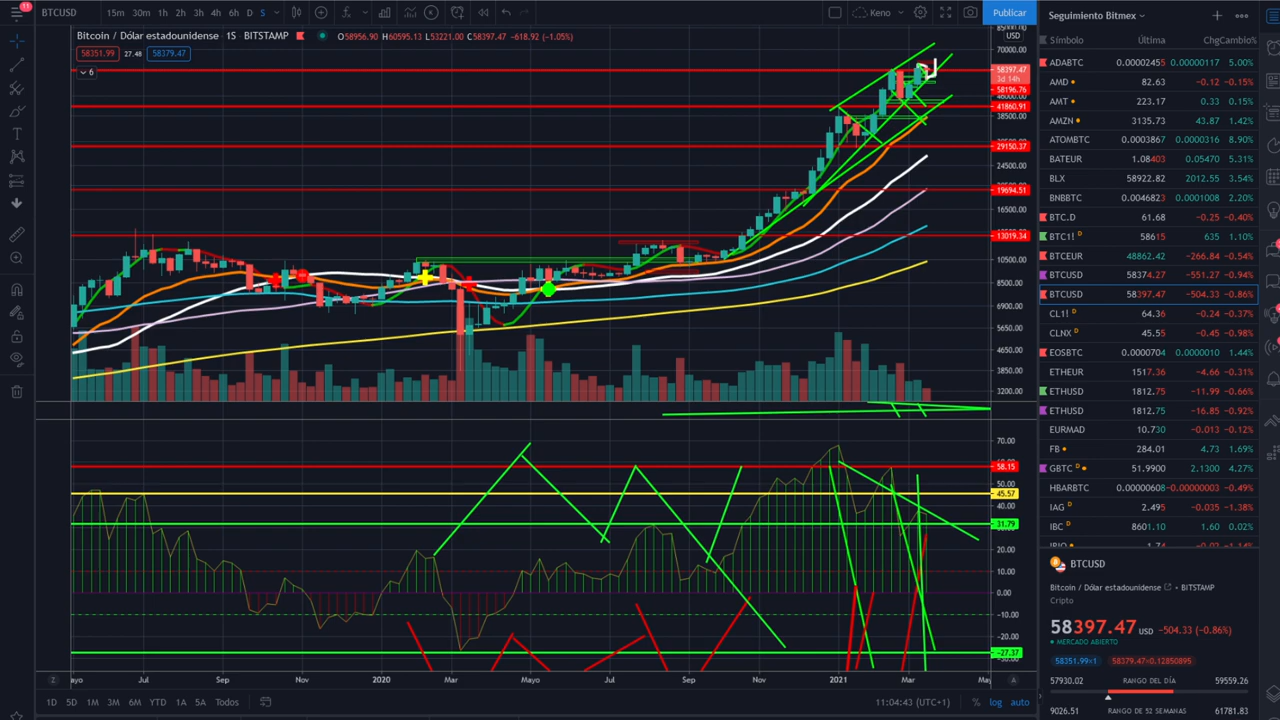 11
BTCUSD
15m 30m 1h 2h 3h 4h 6h D S
Keno
Publicar
Bitcoin / Dólar estadounidense · 1S · BITSTAMP
O58956.90 H60595.13 L53221.00 C58397.47 −618.92 (−1.05%)
58351.99 27.48 58379.47
6
USD
70000.00
58397.47
3d 14h
58196.76
41860.91
38500.00
29150.37
24500.00
19694.51
16500.00
13019.34
10500.00
8500.00
6900.00
5650.00
4650.00
3850.00
3200.00
70.00
58.15
45.57
40.00
31.79
20.00
10.00
0.00
−10.00
−20.00
−27.37
Jul Sep Nov 2020 Mar Mayo Jul Sep Nov 2021 Mar
1D 5D 1M 3M 6M YTD 1A 5A Todos
11:04:43 (UTC+1) % log auto
Seguimiento Bitmex
Símbolo Última Chg Cambio%
ADABTC 0.0000245 0.00000117 5.00%
AMD 82.63 −0.12 −0.15%
AMT 223.17 0.33 0.15%
AMZN 3135.73 43.87 1.42%
ATOMBTC 0.0003867 0.0000316 8.90%
BATEUR 1.08403 0.05470 5.31%
BLX 58922.82 2012.55 3.54%
BNBBTC 0.0046823 0.0001008 2.20%
BTC.D 61.68 −0.25 −0.40%
BTC1! D 58615 635 1.10%
BTCEUR 48862.42 −266.84 −0.54%
BTCUSD 58374.27 −551.27 −0.94%
BTCUSD 58397.47 −504.33 −0.86%
CL1! D 64.36 −0.24 −0.37%
CLNX D 45.55 −0.45 −0.98%
EOSBTC 0.0000704 0.0000010 1.44%
ETHEUR 1517.36 −4.66 −0.31%
ETHUSD 1812.75 −11.99 −0.66%
ETHUSD 1812.75 −16.85 −0.92%
EURMAD 10.730 −0.013 −0.12%
FB 284.01 4.73 1.69%
GBTC D 51.9900 2.1300 4.27%
HBARBTC 0.00000608 −0.00000003 −0.49%
IAG D 2.495 −0.035 −1.38%
IBC D 8601.10 1.60 0.02%
BTCUSD
Bitcoin / Dólar estadounidense • BITSTAMP
Cripto
58397.47 USD −504.33 (−0.86%)
MERCADO ABIERTO
58351.99×1 58379.47×0.12850895
57930.02 RANGO DEL DÍA 59559.26
9026.51 RANGO DE 52 SEMANAS 61781.83